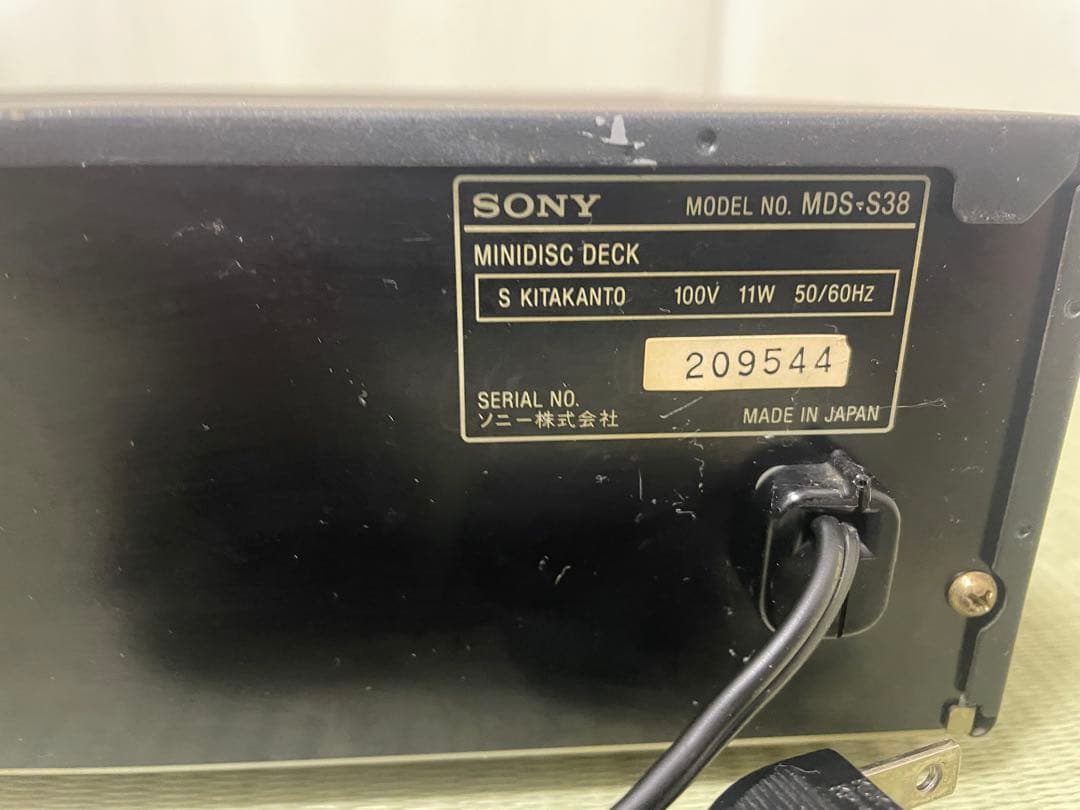 SONY MODEL NO. MDS-S38
MINIDISC DECK
S KITAKANTO 100V 11W 50/60HZ
209544
SERIAL NO.
ソニー株式会社 MADE IN JAPAN